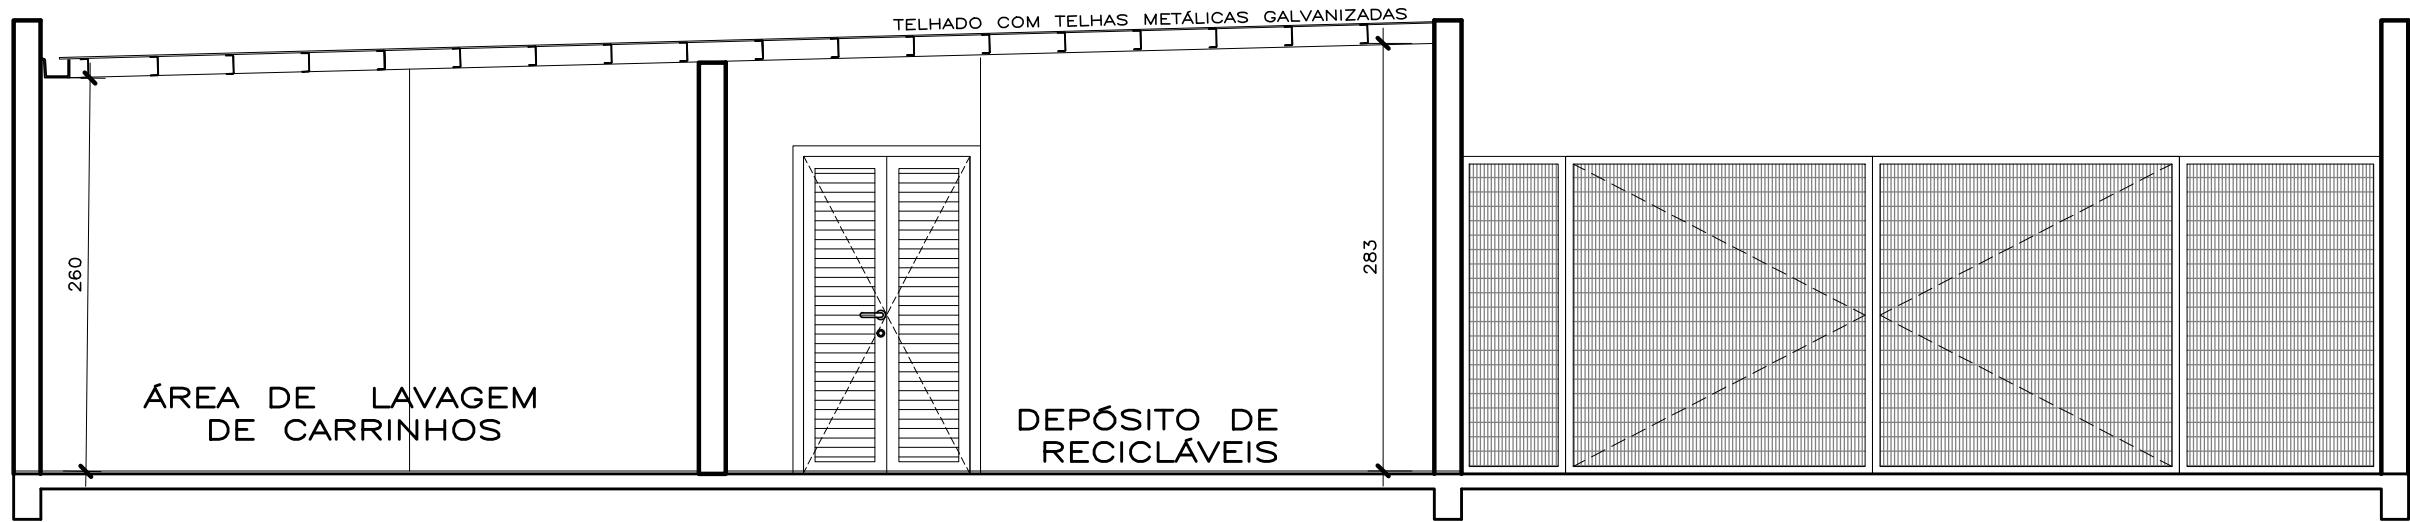 TELHADO COM TELHAS METÁLICAS GALVANIZADAS
260
283
ÁREA DE LAVAGEM
DE CARRINHOS
DEPÓSITO DE
RECICLÁVEIS